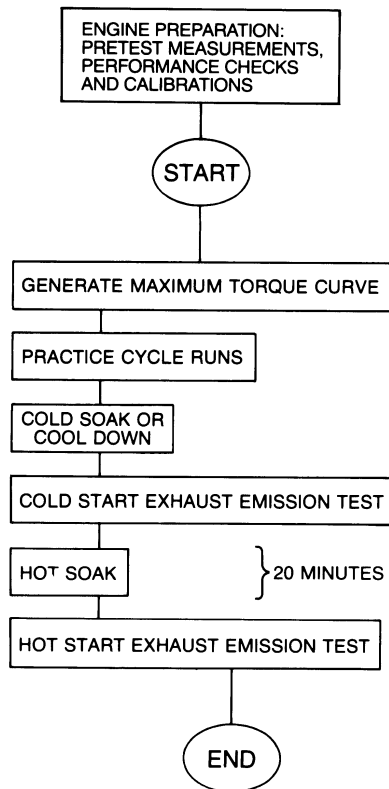 ENGINE PREPARATION:
PRETEST MEASUREMENTS,
PERFORMANCE CHECKS
AND CALIBRATIONS
START
GENERATE MAXIMUM TORQUE CURVE
PRACTICE CYCLE RUNS
COLD SOAK OR
COOL DOWN
COLD START EXHAUST EMISSION TEST
HOT SOAK
20 MINUTES
HOT START EXHAUST EMISSION TEST
END